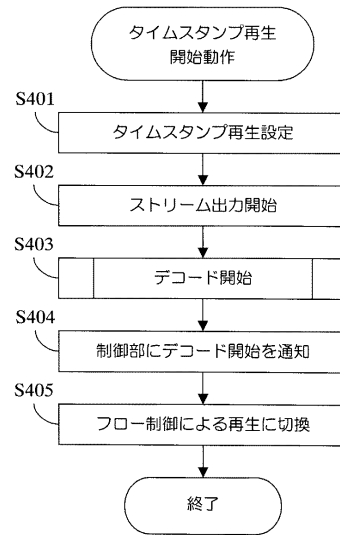 タイムスタンプ再生
開始動作
S401
タイムスタンプ再生設定
S402
ストリーム出力開始
S403
デコード開始
S404
制御部にデコード開始を通知
S405
フロー制御による再生に切換
終了